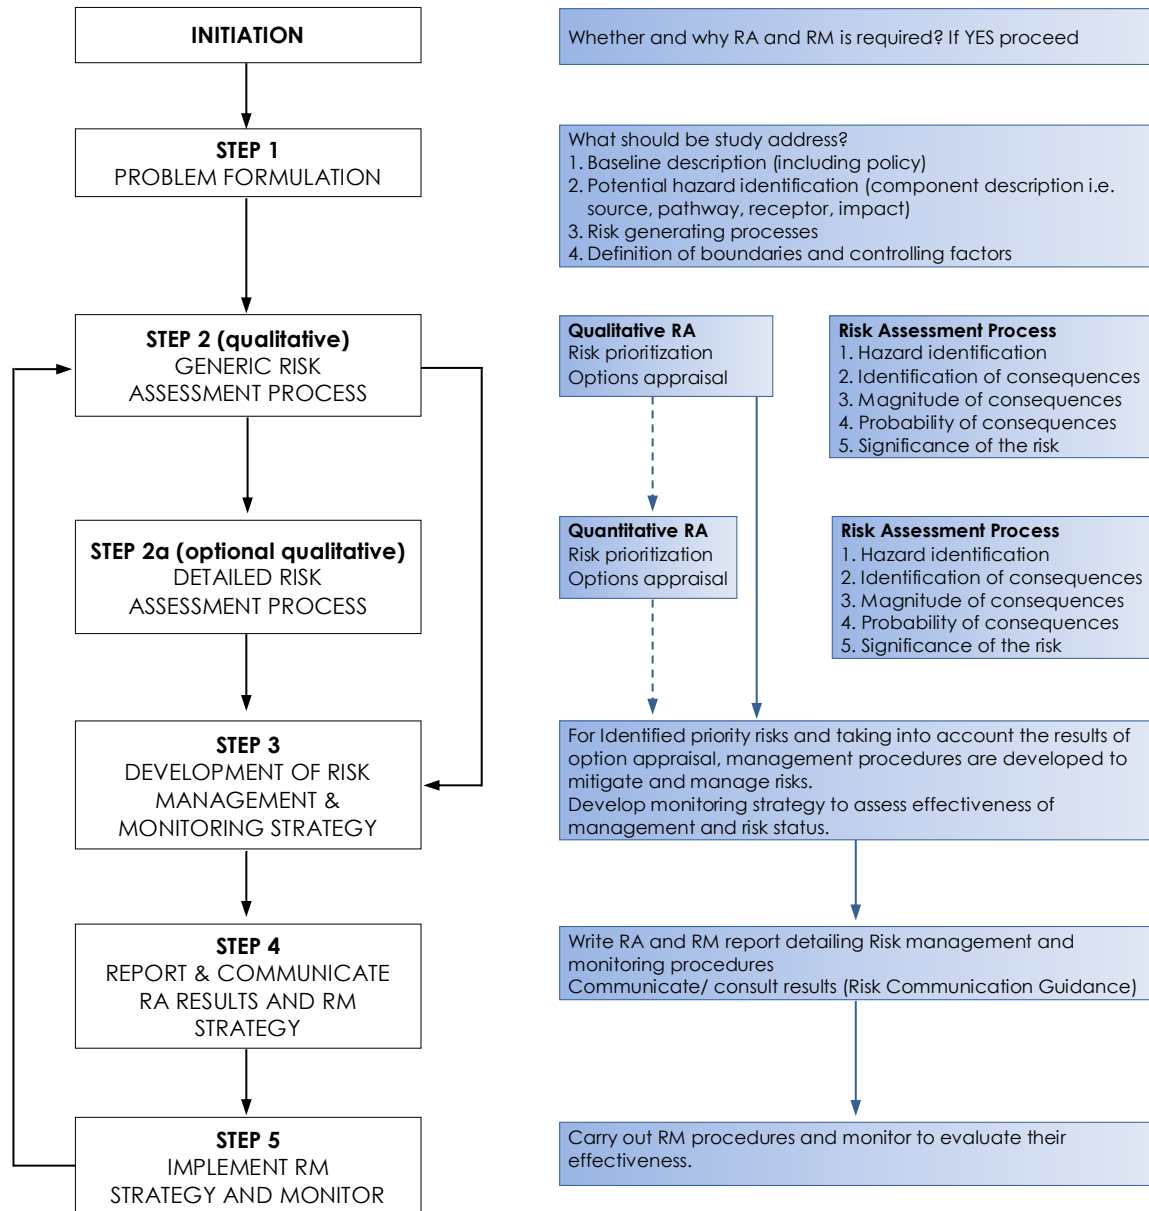 INITIATION
Whether and why RA and RM is required? If YES proceed
STEP 1
PROBLEM FORMULATION
What should be study address?
1. Baseline description (including policy)
2. Potential hazard identification (component description i.e.
source, pathway, receptor, impact)
3. Risk generating processes
4. Definition of boundaries and controlling factors
STEP 2 (qualitative)
GENERIC RISK
ASSESSMENT PROCESS
Qualitative RA
Risk prioritization
Options appraisal
Risk Assessment Process
1. Hazard identification
2. Identification of consequences
3. Magnitude of consequences
4. Probability of consequences
5. Significance of the risk
STEP 2a (optional qualitative)
DETAILED RISK
ASSESSMENT PROCESS
Quantitative RA
Risk prioritization
Options appraisal
Risk Assessment Process
1. Hazard identification
2. Identification of consequences
3. Magnitude of consequences
4. Probability of consequences
5. Significance of the risk
STEP 3
DEVELOPMENT OF RISK
MANAGEMENT &
MONITORING STRATEGY
For Identified priority risks and taking into account the results of
option appraisal, management procedures are developed to
mitigate and manage risks.
Develop monitoring strategy to assess effectiveness of
management and risk status.
STEP 4
REPORT & COMMUNICATE
RA RESULTS AND RM
STRATEGY
Write RA and RM report detailing Risk management and
monitoring procedures
Communicate/ consult results (Risk Communication Guidance)
STEP 5
IMPLEMENT RM
STRATEGY AND MONITOR
Carry out RM procedures and monitor to evaluate their
effectiveness.